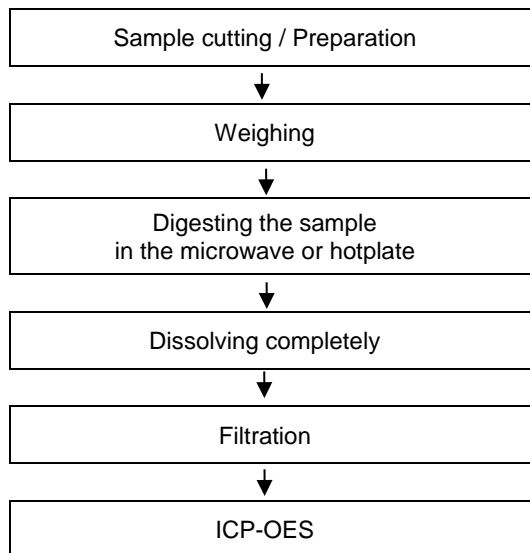 Sample cutting / Preparation
Weighing
Digesting the sample
in the microwave or hotplate
Dissolving completely
Filtration
ICP-OES